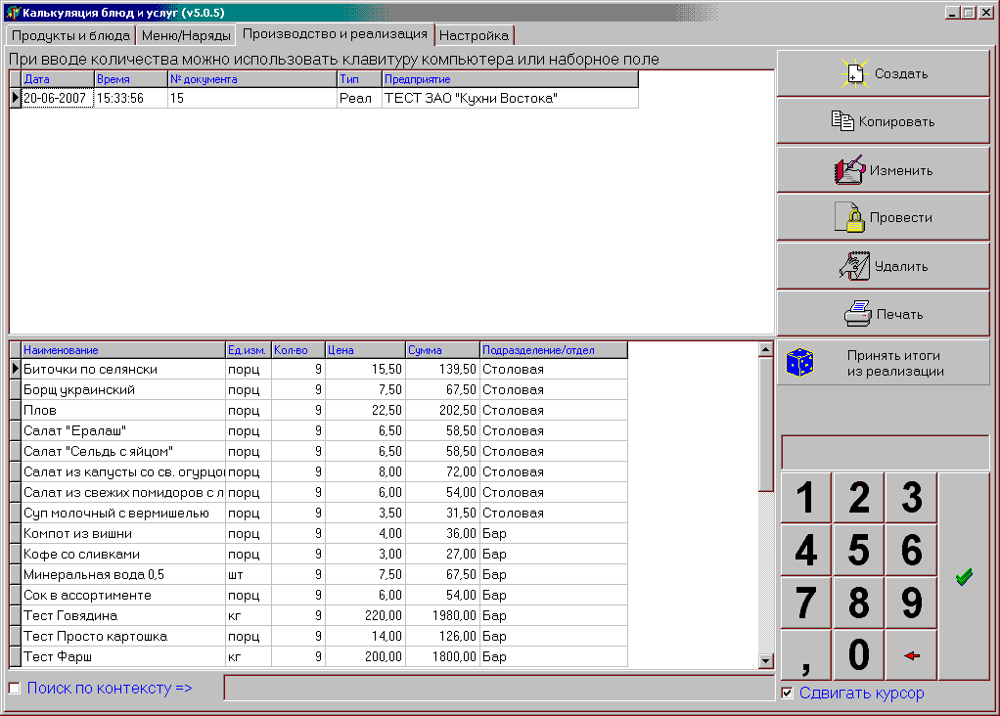 Калькуляция блюд и услуг (v5.0.5)
Продукты и блюда Меню/Наряды Производство и реализация Настройка
При вводе количества можно использовать клавитуру компьютера или наборное поле
Дата Время № документа Тип Предприятие
20-06-2007 15:33:56 15 Реал ТЕСТ ЗАО "Кухни Востока"
Создать
Копировать
Изменить
Провести
Удалить
Печать
Принять итоги
из реализации
Наименование Ед.изм. Кол-во Цена Сумма Подразделение/отдел
Биточки по селянски порц 9 15,50 139,50 Столовая
Борщ украинский порц 9 7,50 67,50 Столовая
Плов порц 9 22,50 202,50 Столовая
Салат "Ералаш" порц 9 6,50 58,50 Столовая
Салат "Сельдь с яйцом" порц 9 6,50 58,50 Столовая
Салат из капусты со св. огурцо порц 9 8,00 72,00 Столовая
Салат из свежих помидоров с л порц 9 6,00 54,00 Столовая
Суп молочный с вермишелью порц 9 3,50 31,50 Столовая
Компот из вишни порц 9 4,00 36,00 Бар
Кофе со сливками порц 9 3,00 27,00 Бар
Минеральная вода 0,5 шт 9 7,50 67,50 Бар
Сок в ассортименте порц 9 6,00 54,00 Бар
Тест Говядина кг 9 220,00 1980,00 Бар
Тест Просто картошка порц 9 14,00 126,00 Бар
Тест Фарш кг 9 200,00 1800,00 Бар
1 2 3
4 5 6
7 8 9
, 0
Поиск по контексту =>
Сдвигать курсор